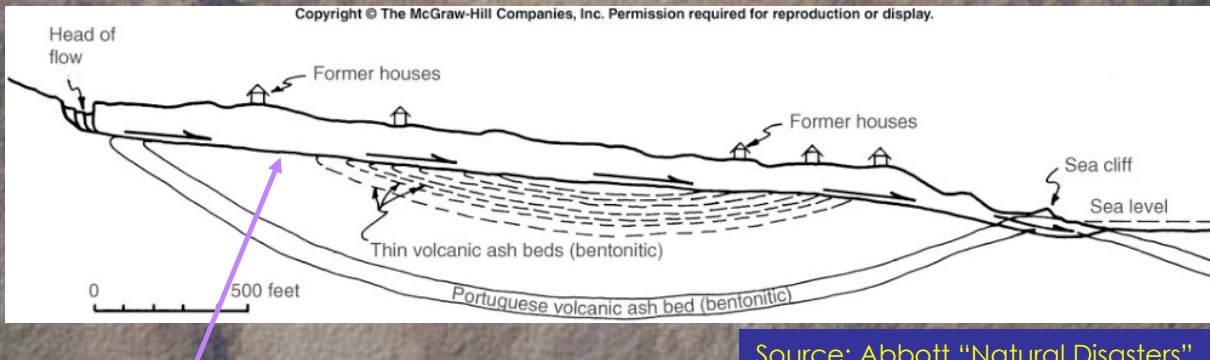 Copyright © The McGraw-Hill Companies, Inc. Permission required for reproduction or display.
Head of
flow
Former houses
Former houses
Sea cliff
Sea level
Thin volcanic ash beds (bentonitic)
0 500 feet
Portuguese volcanic ash bed (bentonitic)
Source: Abbott “Natural Disasters”